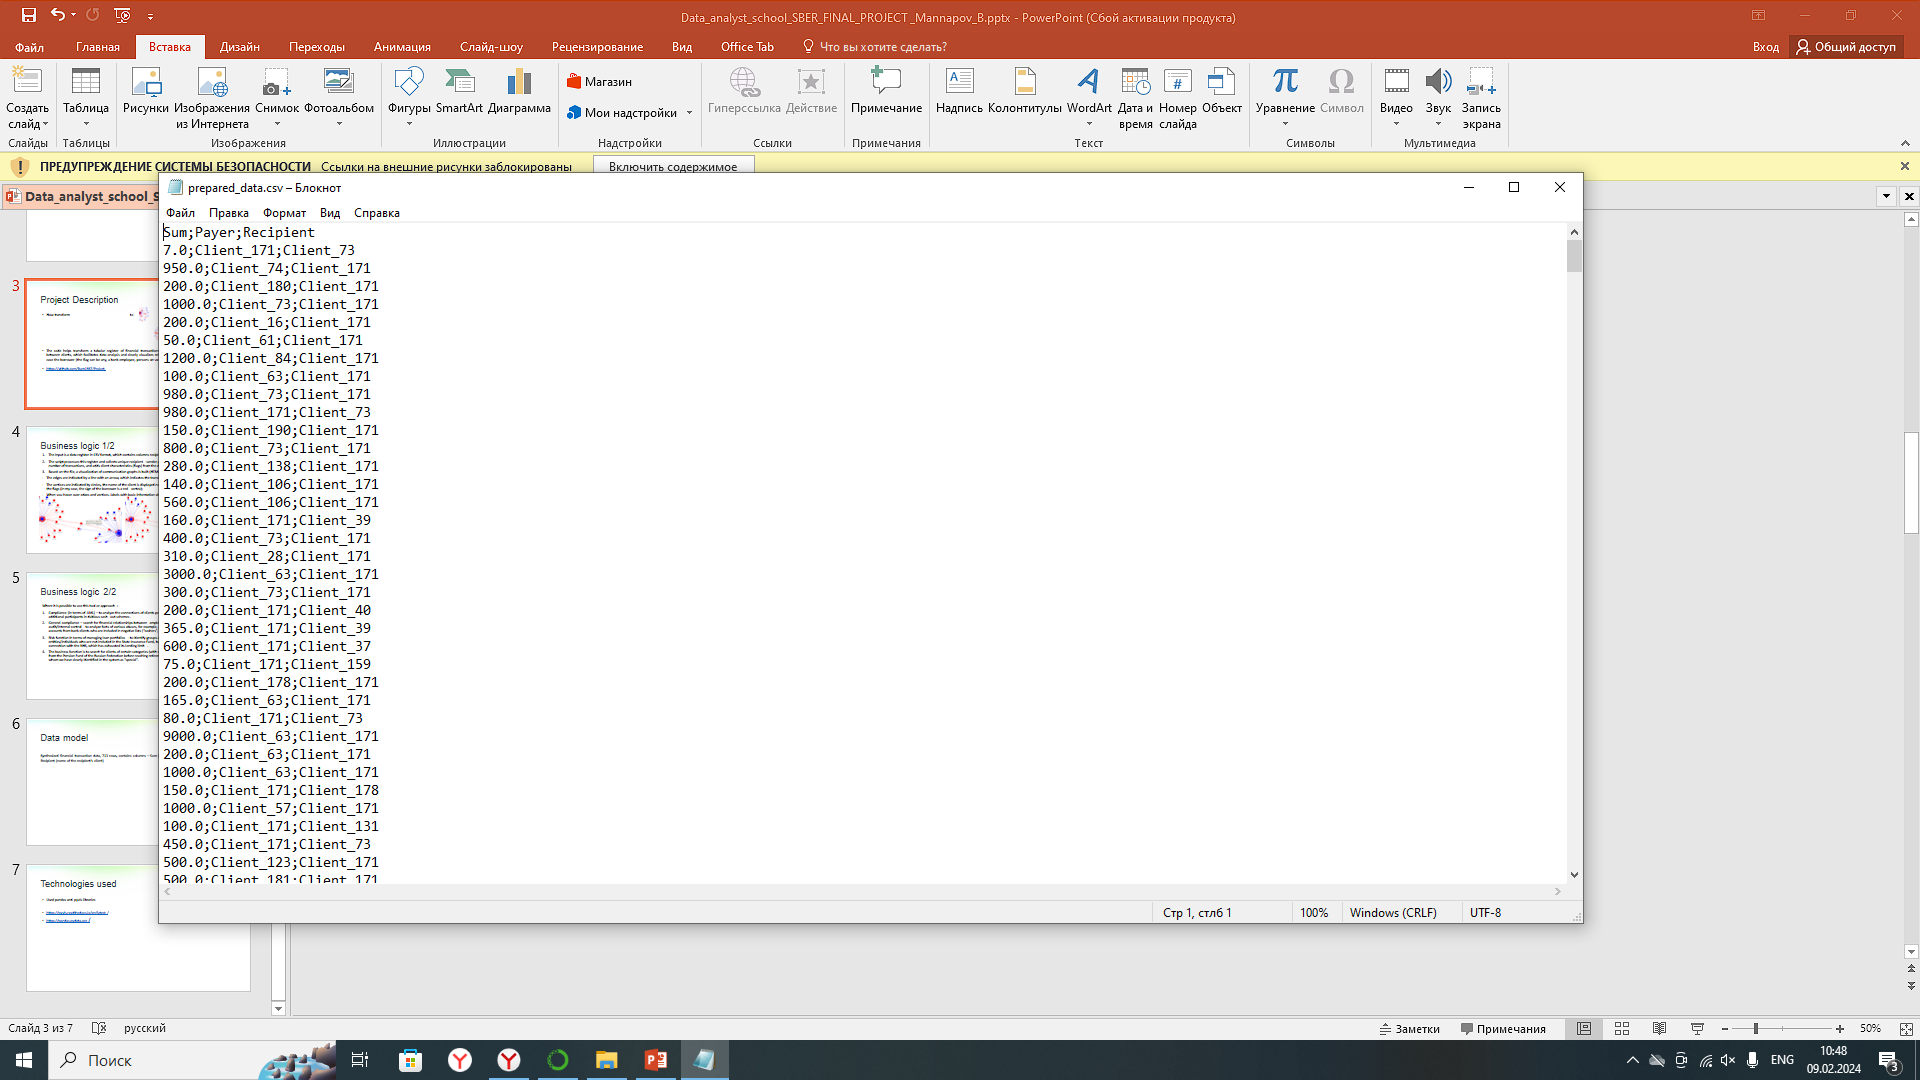 Data_analyst_school_SBER_FINAL_PROJECT _Mannapov_B.pptx - PowerPoint (Сбой активации продукта)
Файл Главная Вставка Дизайн Переходы Анимация Слайд-шоу Рецензирование Вид Office Tab Что вы хотите сделать? Вход Общий доступ
Создать слайд Таблица Рисунки Изображения из Интернета Снимок Фотоальбом Фигуры SmartArt Диаграмма Магазин Мои надстройки Гиперссылка Действие Примечание Надпись Колонтитулы WordArt Дата и время Номер слайда Объект Уравнение Символ Видео Звук Запись экрана
Слайды Таблицы Изображения Иллюстрации Надстройки Ссылки Примечания Текст Символы Мультимедиа
ПРЕДУПРЕЖДЕНИЕ СИСТЕМЫ БЕЗОПАСНОСТИ Ссылки на внешние рисунки заблокированы Включить содержимое
Data_analyst_school_S
prepared_data.csv – Блокнот
Файл Правка Формат Вид Справка
Sum;Payer;Recipient
7.0;Client_171;Client_73
950.0;Client_74;Client_171
200.0;Client_180;Client_171
1000.0;Client_73;Client_171
200.0;Client_16;Client_171
50.0;Client_61;Client_171
1200.0;Client_84;Client_171
100.0;Client_63;Client_171
980.0;Client_73;Client_171
980.0;Client_171;Client_73
150.0;Client_190;Client_171
800.0;Client_73;Client_171
280.0;Client_138;Client_171
140.0;Client_106;Client_171
560.0;Client_106;Client_171
160.0;Client_171;Client_39
400.0;Client_73;Client_171
310.0;Client_28;Client_171
3000.0;Client_63;Client_171
300.0;Client_73;Client_171
200.0;Client_171;Client_40
365.0;Client_171;Client_39
600.0;Client_171;Client_37
75.0;Client_171;Client_159
200.0;Client_178;Client_171
165.0;Client_63;Client_171
80.0;Client_171;Client_73
9000.0;Client_63;Client_171
200.0;Client_63;Client_171
1000.0;Client_63;Client_171
150.0;Client_171;Client_178
1000.0;Client_57;Client_171
100.0;Client_171;Client_131
450.0;Client_171;Client_73
500.0;Client_123;Client_171
500.0;Client_181;Client_171
Стр 1, стлб 1 100% Windows (CRLF) UTF-8
3
Project Description
4
Business logic 1/2
5
Business logic 2/2
6
Data model
7
Technologies used
Слайд 3 из 7 русский Заметки Примечания 50%
Поиск ENG 10:48
09.02.2024
3